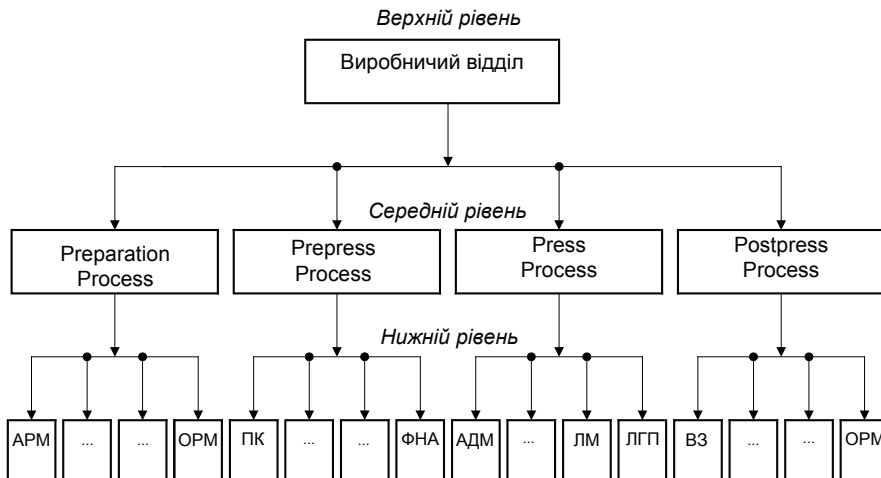 Верхній рівень
Виробничий відділ
Середній рівень
Preparation
Process
Prepress
Process
Press
Process
Postpress
Process
Нижній рівень
АРМ
...
...
ОРМ
ПК
...
...
ФНА
АДМ
...
ЛМ
ЛГП
ВЗ
...
...
ОРМ